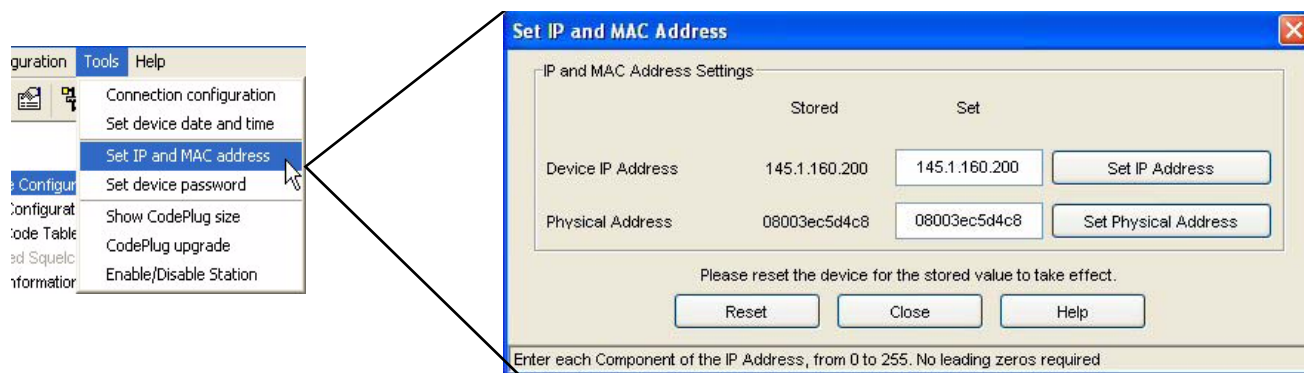 guration Tools Help
Connection configuration
Set device date and time
Set IP and MAC address
Set device password
Show CodePlug size
CodePlug upgrade
Enable/Disable Station
e Configur
Configurat
Code Table
ed Squelc
nformation
Set IP and MAC Address
IP and MAC Address Settings
Stored Set
Device IP Address 145.1.160.200 145.1.160.200 Set IP Address
Physical Address 08003ec5d4c8 08003ec5d4c8 Set Physical Address
Please reset the device for the stored value to take effect.
Reset Close Help
Enter each Component of the IP Address, from 0 to 255. No leading zeros required